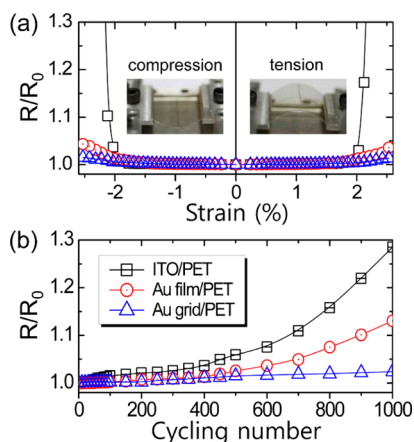 (a)
1.3
1.2
1.1
1.0
R/R0
compression
tension
-2 -1 0 1 2
Strain (%)
(b)
1.3
1.2
1.1
1.0
R/R0
ITO/PET
Au film/PET
Au grid/PET
0 200 400 600 800 1000
Cycling number